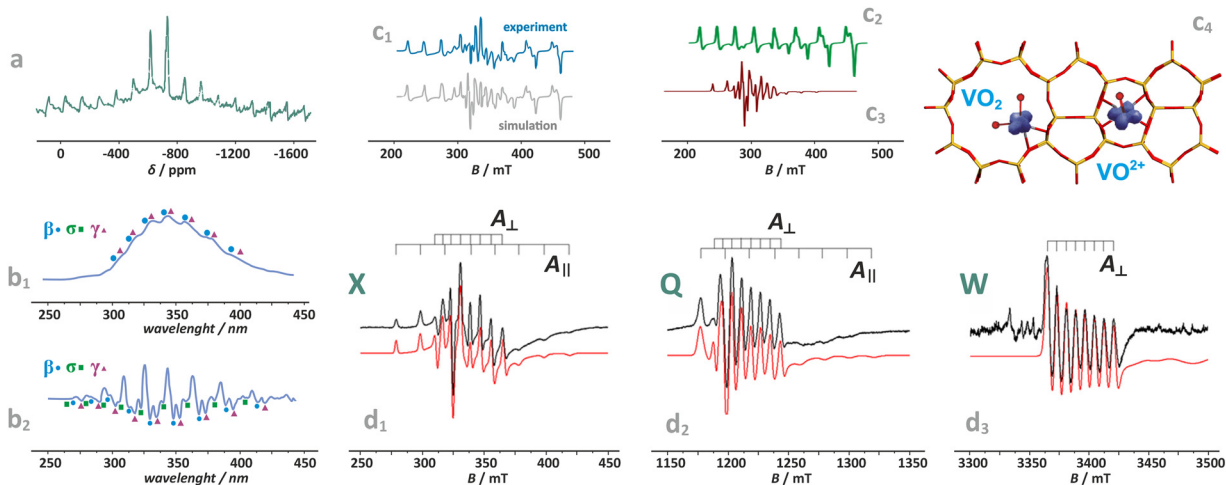 a
0 -400 -800 -1200 -1600
δ / ppm
c1
experiment
simulation
200 300 400 500
B / mT
c2
c3
200 300 400 500
B / mT
c4
VO2
VO2+
β σ γ
b1
250 300 350 400 450
wavelenght / nm
β σ γ
b2
250 300 350 400 450
wavelenght / nm
X
A⊥
A||
d1
250 300 350 400 450
B / mT
Q
A⊥
A||
d2
1150 1200 1250 1300 1350
B / mT
W
A⊥
d3
3300 3350 3400 3450 3500
B / mT